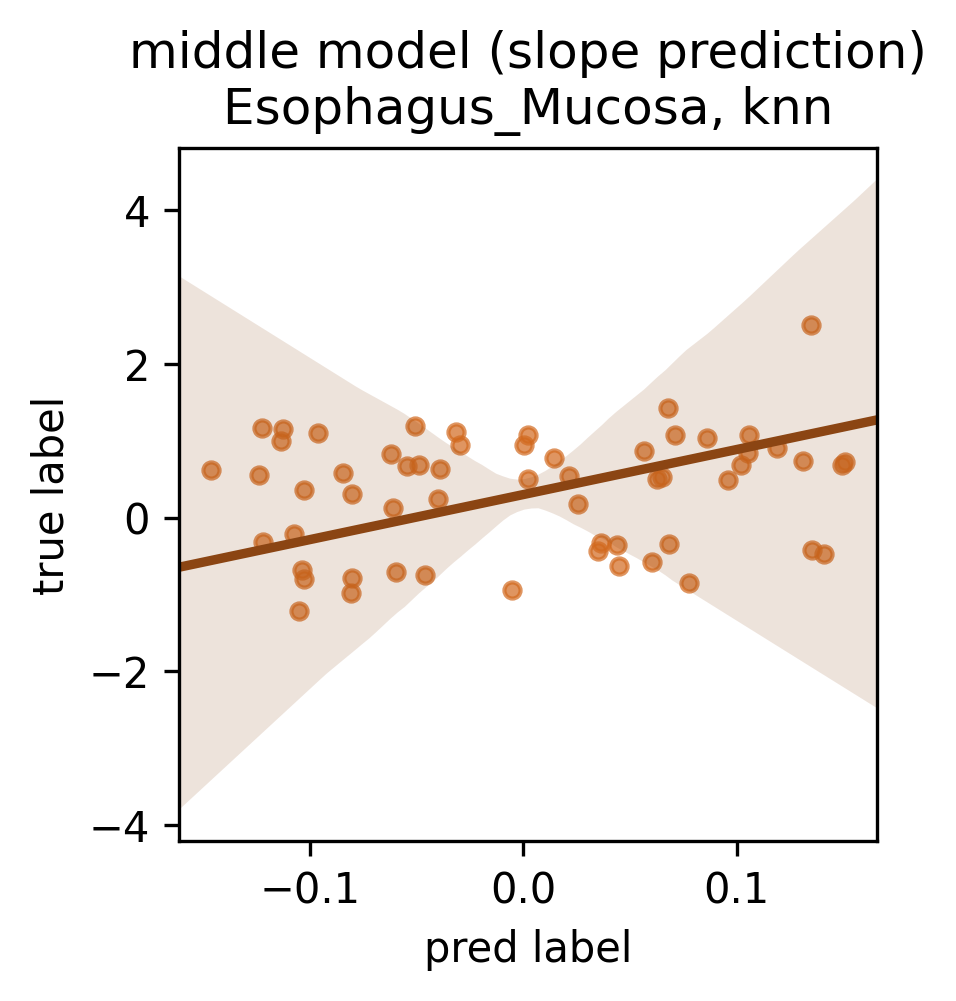 middle model (slope prediction)
Esophagus_Mucosa, knn
4
2
0
−2
−4
true label
−0.1
0.0
0.1
pred label